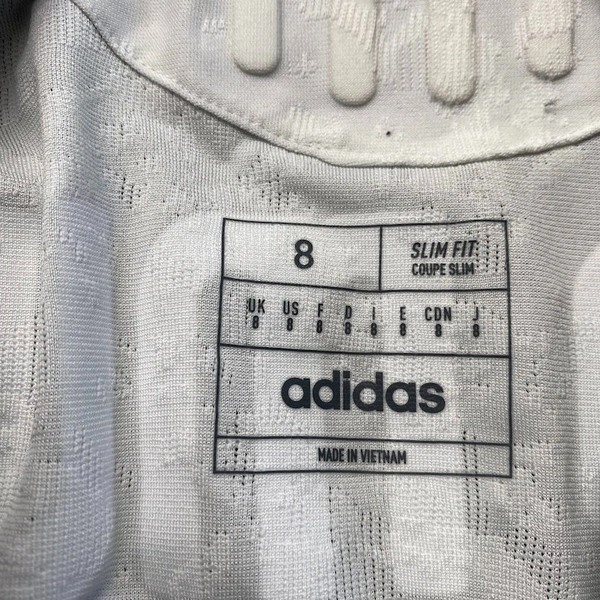 8
SLIM FIT
COUPE SLIM
UK US F D I E CDN J
8 8 8 8 8 8 8 8
adidas
MADE IN VIETNAM